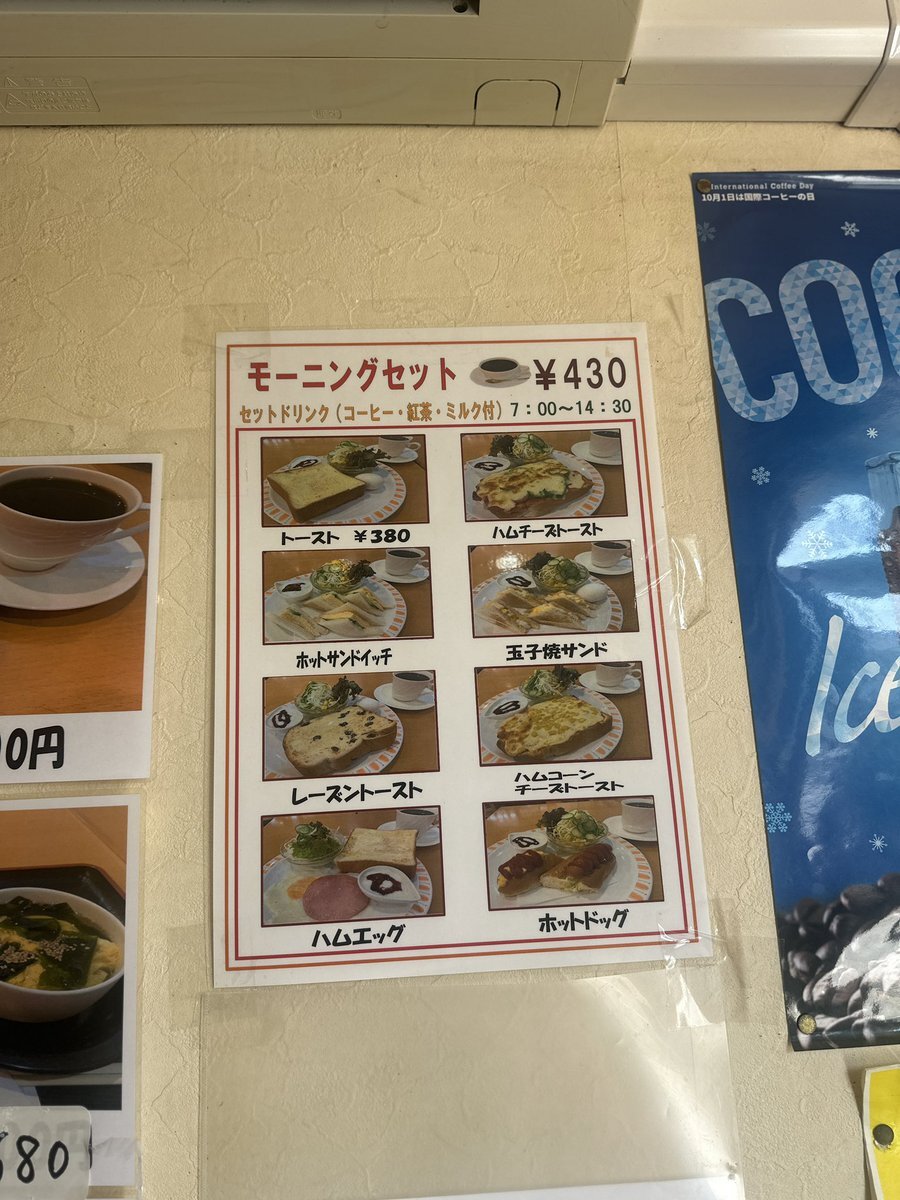 International Coffee Day
10月1日は国際コーヒーの日
モーニングセット ¥430
セットドリンク(コーヒー・紅茶・ミルク付)7:00〜14:30
トースト ¥380
ハムチーズトースト
ホットサンドイッチ
玉子焼サンド
レーズントースト
ハムコーン
チーズトースト
ハムエッグ
ホットドッグ
0円
Ice
80